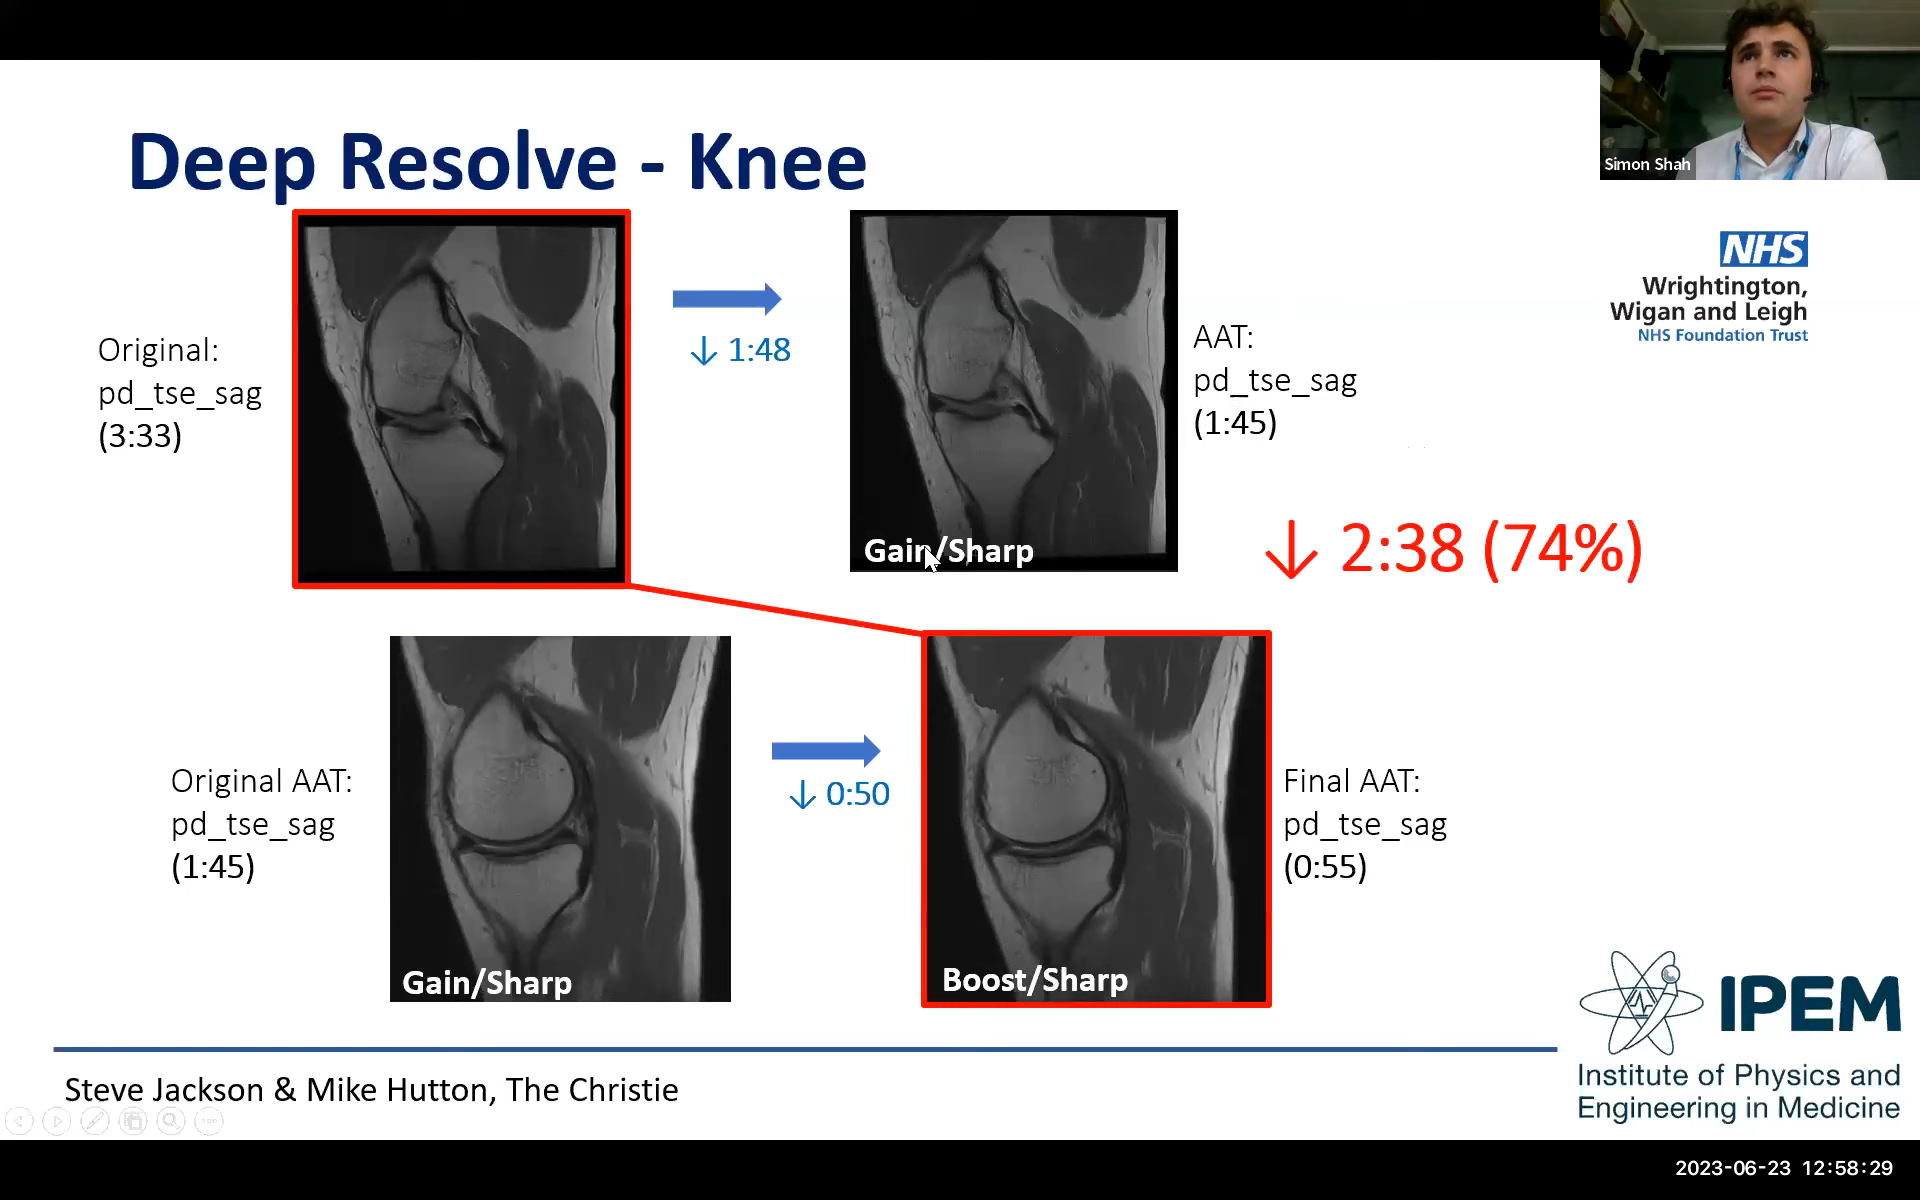 Simon Shah
Deep Resolve - Knee
NHS
Wrightington,
Wigan and Leigh
NHS Foundation Trust
Original:
pd_tse_sag
(3:33)
↓ 1:48
Gain/Sharp
AAT:
pd_tse_sag
(1:45)
↓ 2:38 (74%)
Original AAT:
pd_tse_sag
(1:45)
Gain/Sharp
↓ 0:50
Boost/Sharp
Final AAT:
pd_tse_sag
(0:55)
IPEM
Institute of Physics and
Engineering in Medicine
Steve Jackson & Mike Hutton, The Christie
2023-06-23 12:58:29